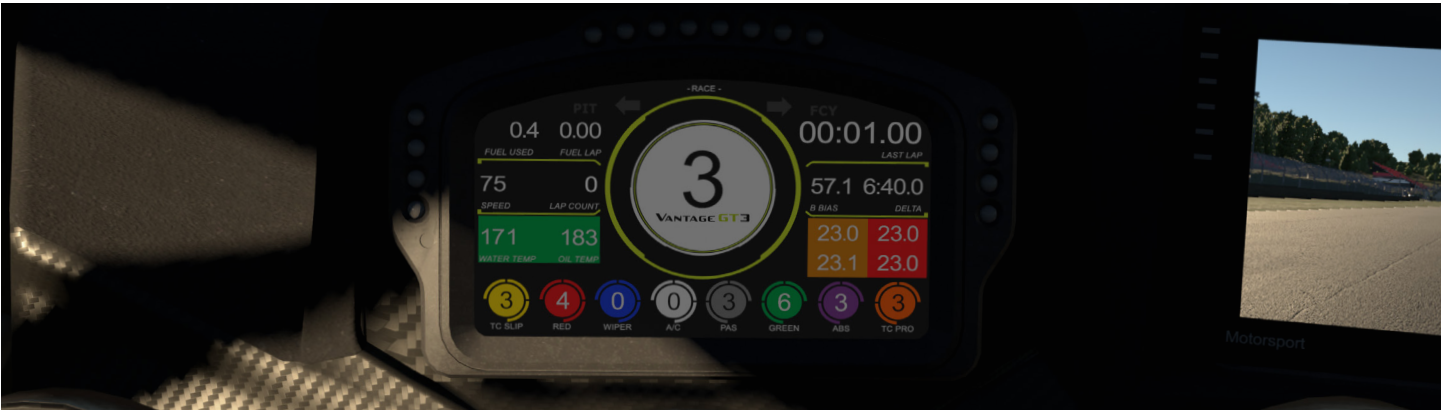 - RACE -
PIT
FCY
0.4 0.00
FUEL USED FUEL LAP
75 0
SPEED LAP COUNT
171 183
WATER TEMP OIL TEMP
3
VANTAGE GT3
00:01.00
LAST LAP
57.1 6:40.0
B BIAS DELTA
23.0 23.0
23.1 23.0
3 4 0 0 3 6 3 3
TC SLIP RED WIPER A/C PAS GREEN ABS TC PRO
Motorsport